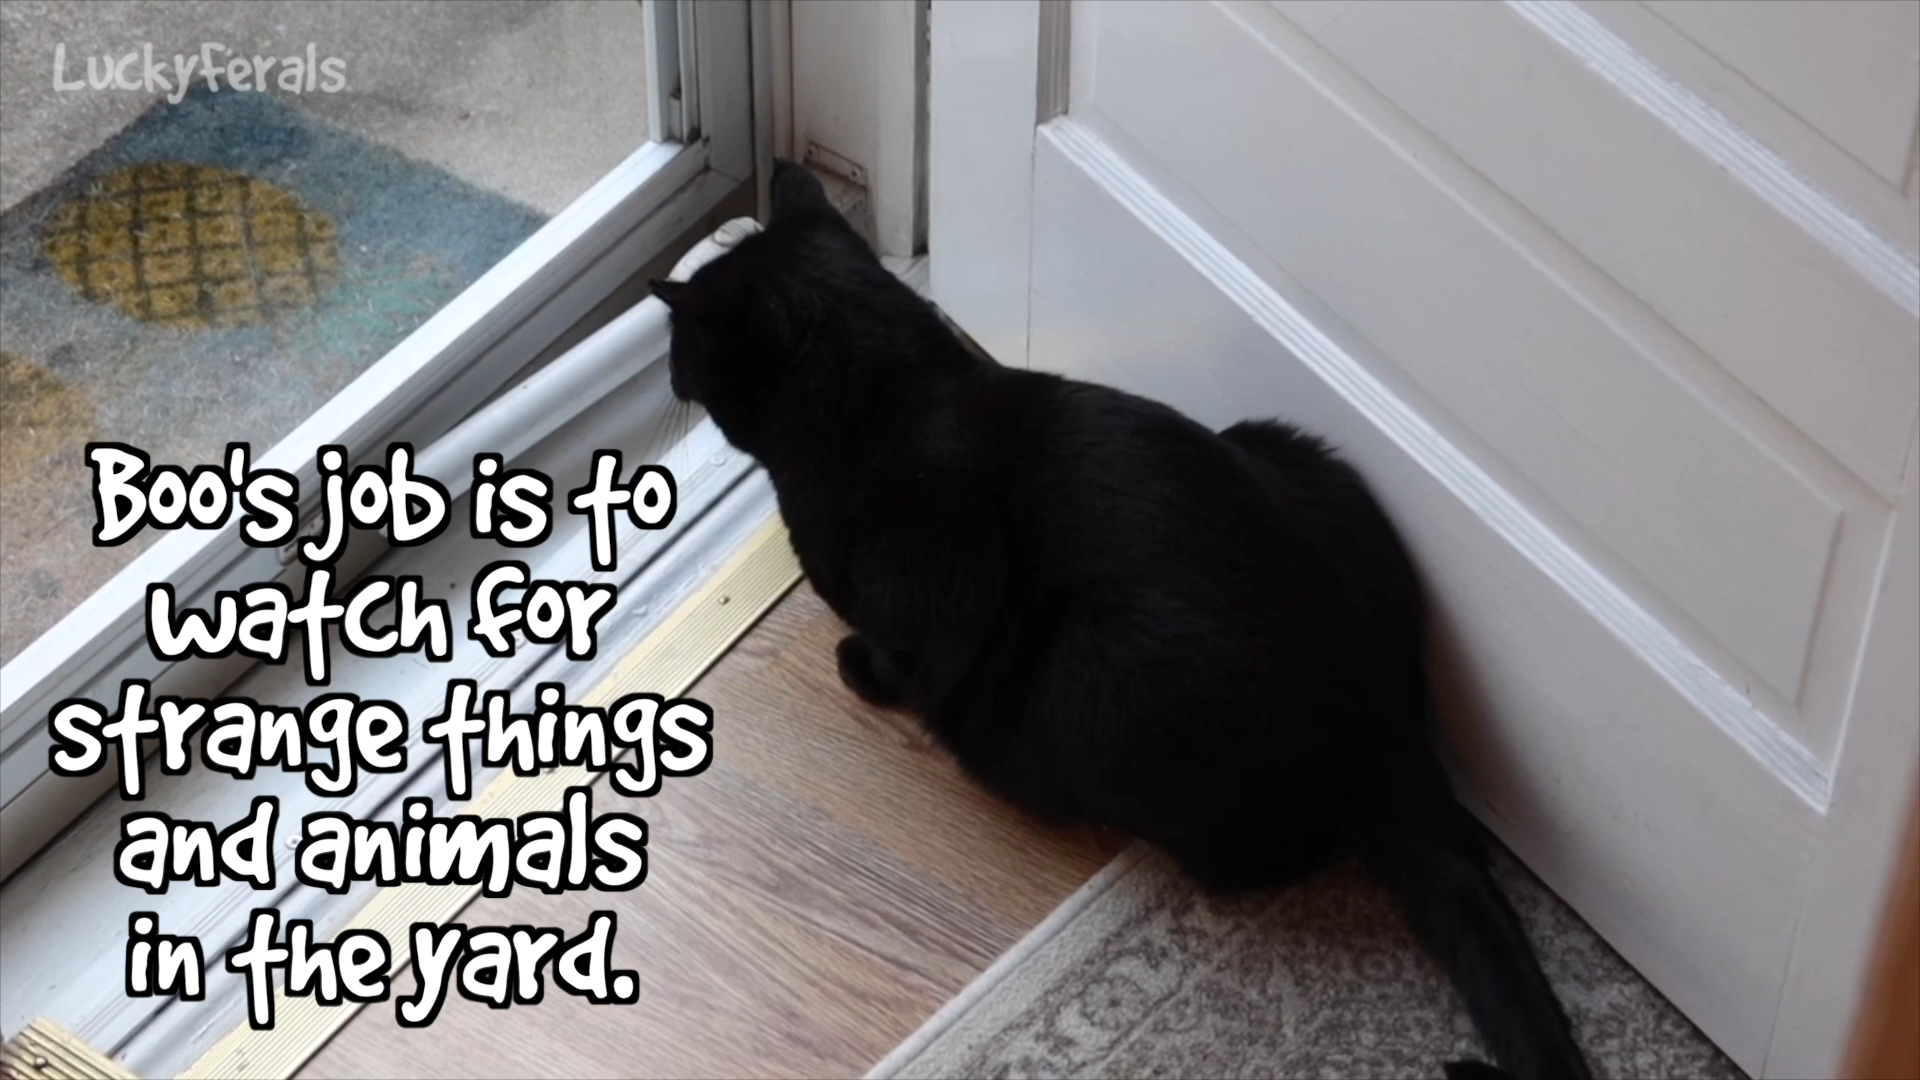 LuckyFerals
Boo's job is to
watch for
strange things
and animals
in the yard.